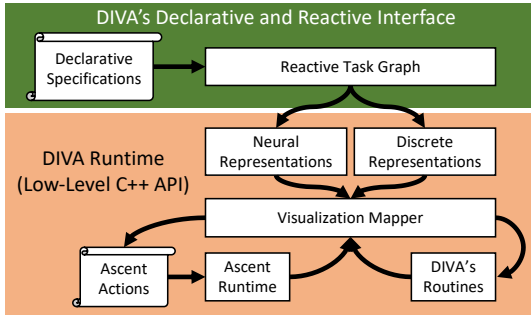 DIVA's Declarative and Reactive Interface
Declarative
Specifications
Reactive Task Graph
Neural
Representations
Discrete
Representations
DIVA Runtime
(Low-Level C++ API)
Visualization Mapper
Ascent
Actions
Ascent
Runtime
DIVA's
Routines